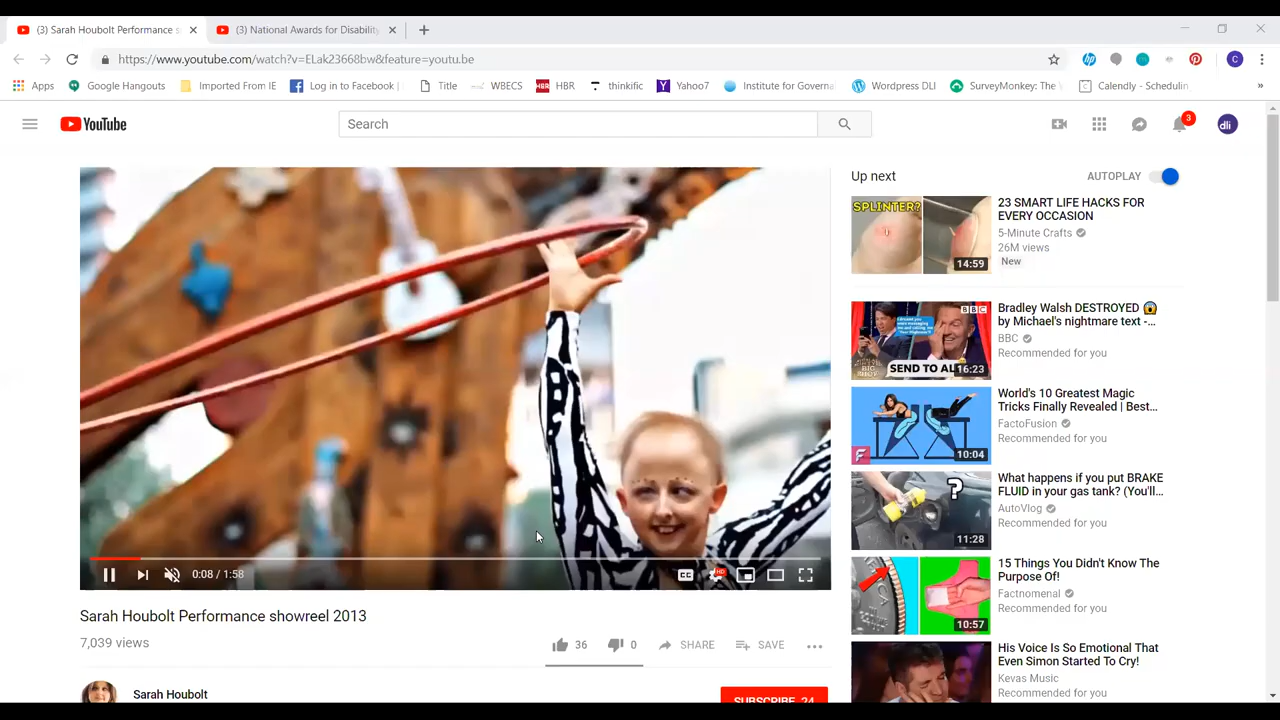 (3) Sarah Houbolt Performance s
(3) National Awards for Disability
https://www.youtube.com/watch?v=ELak23668bw&feature=youtu.be
Apps
Google Hangouts
Imported From IE
Log in to Facebook
Title
WBECS
HBR
thinkific
Yahoo7
Institute for Governa
Wordpress DLI
SurveyMonkey: The
Calendly - Schedulin
YouTube
Search
3
dli
Up next
AUTOPLAY
SPLINTER?
14:59
23 SMART LIFE HACKS FOR
EVERY OCCASION
5-Minute Crafts
26M views
New
BBC
SEND TO AL
16:23
Bradley Walsh DESTROYED 😱
by Michael's nightmare text -...
BBC
Recommended for you
10:04
World's 10 Greatest Magic
Tricks Finally Revealed | Best...
FactoFusion
Recommended for you
?
11:28
What happens if you put BRAKE
FLUID in your gas tank? (You'll...
AutoVlog
Recommended for you
10:57
15 Things You Didn't Know The
Purpose Of!
Factnomenal
Recommended for you
His Voice Is So Emotional That
Even Simon Started To Cry!
Kevas Music
Recommended for you
0:08 / 1:58
CC
HD
Sarah Houbolt Performance showreel 2013
7,039 views
36
0
SHARE
SAVE
Sarah Houbolt
SUBSCRIBE 24